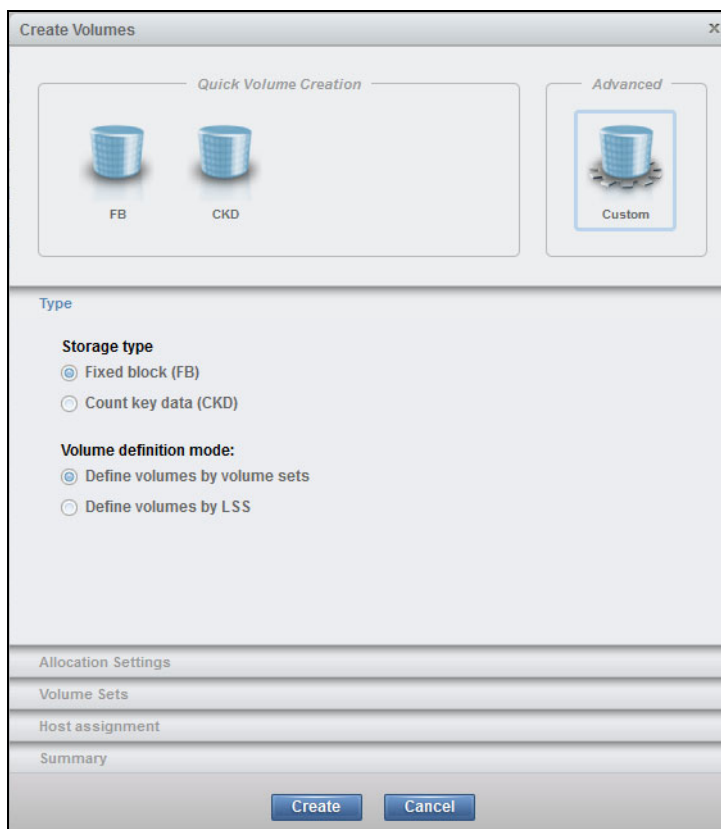 Create Volumes x
Quick Volume Creation
Advanced
FB
CKD
Custom
Type
Storage type
Fixed block (FB)
Count key data (CKD)
Volume definition mode:
Define volumes by volume sets
Define volumes by LSS
Allocation Settings
Volume Sets
Host assignment
Summary
Create Cancel